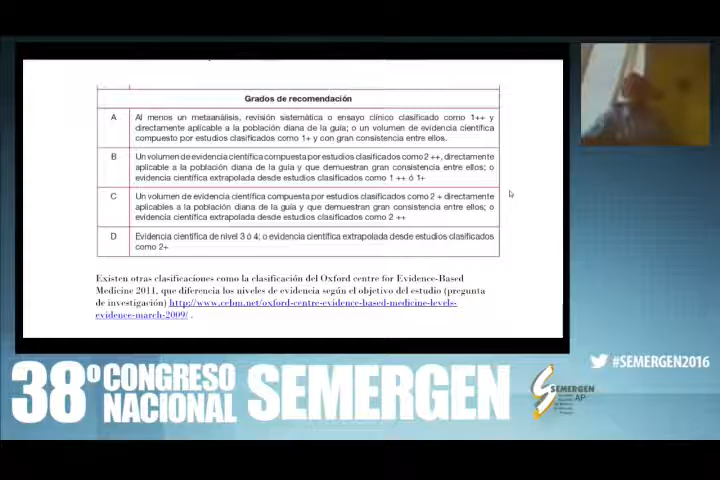 Grados de recomendación
A
Al menos un metaanálisis, revisión sistemática o ensayo clínico clasificado como 1++ y
directamente aplicable a la población diana de la guía; o un volumen de evidencia científica
compuesto por estudios clasificados como 1+ y con gran consistencia entre ellos.
B
Un volumen de evidencia científica compuesta por estudios clasificados como 2 ++, directamente
aplicable a la población diana de la guía y que demuestran gran consistencia entre ellos; o
evidencia científica extrapolada desde estudios clasificados como 1 ++ ó 1+
C
Un volumen de evidencia científica compuesta por estudios clasificados como 2 + directamente
aplicables a la población diana de la guía y que demuestran gran consistencia entre ellos; o
evidencia científica extrapolada desde estudios clasificados como 2 ++
D
Evidencia científica de nivel 3 ó 4; o evidencia científica extrapolada desde estudios clasificados
como 2+
Existen otras clasificaciones como la clasificación del Oxford centre for Evidence-Based
Medicine 2011, que diferencia los niveles de evidencia según el objetivo del estudio (pregunta
de investigación) http://www.cebm.net/oxford-centre-evidence-based-medicine-levels-
evidence-march-2009/ .
#SEMERGEN2016
38º CONGRESO NACIONAL SEMERGEN
SEMERGEN
AP